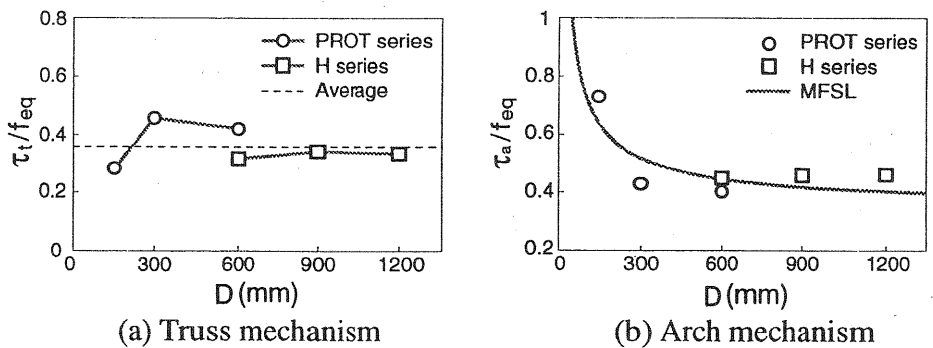 0.8
0.6
0.4
0.2
0
τt/feq
PROT series
H series
Average
0 300 600 900 1200
D (mm)
(a) Truss mechanism
1
0.8
0.6
0.4
0.2
τa/feq
PROT series
H series
MFSL
0 300 600 900 1200
D (mm)
(b) Arch mechanism